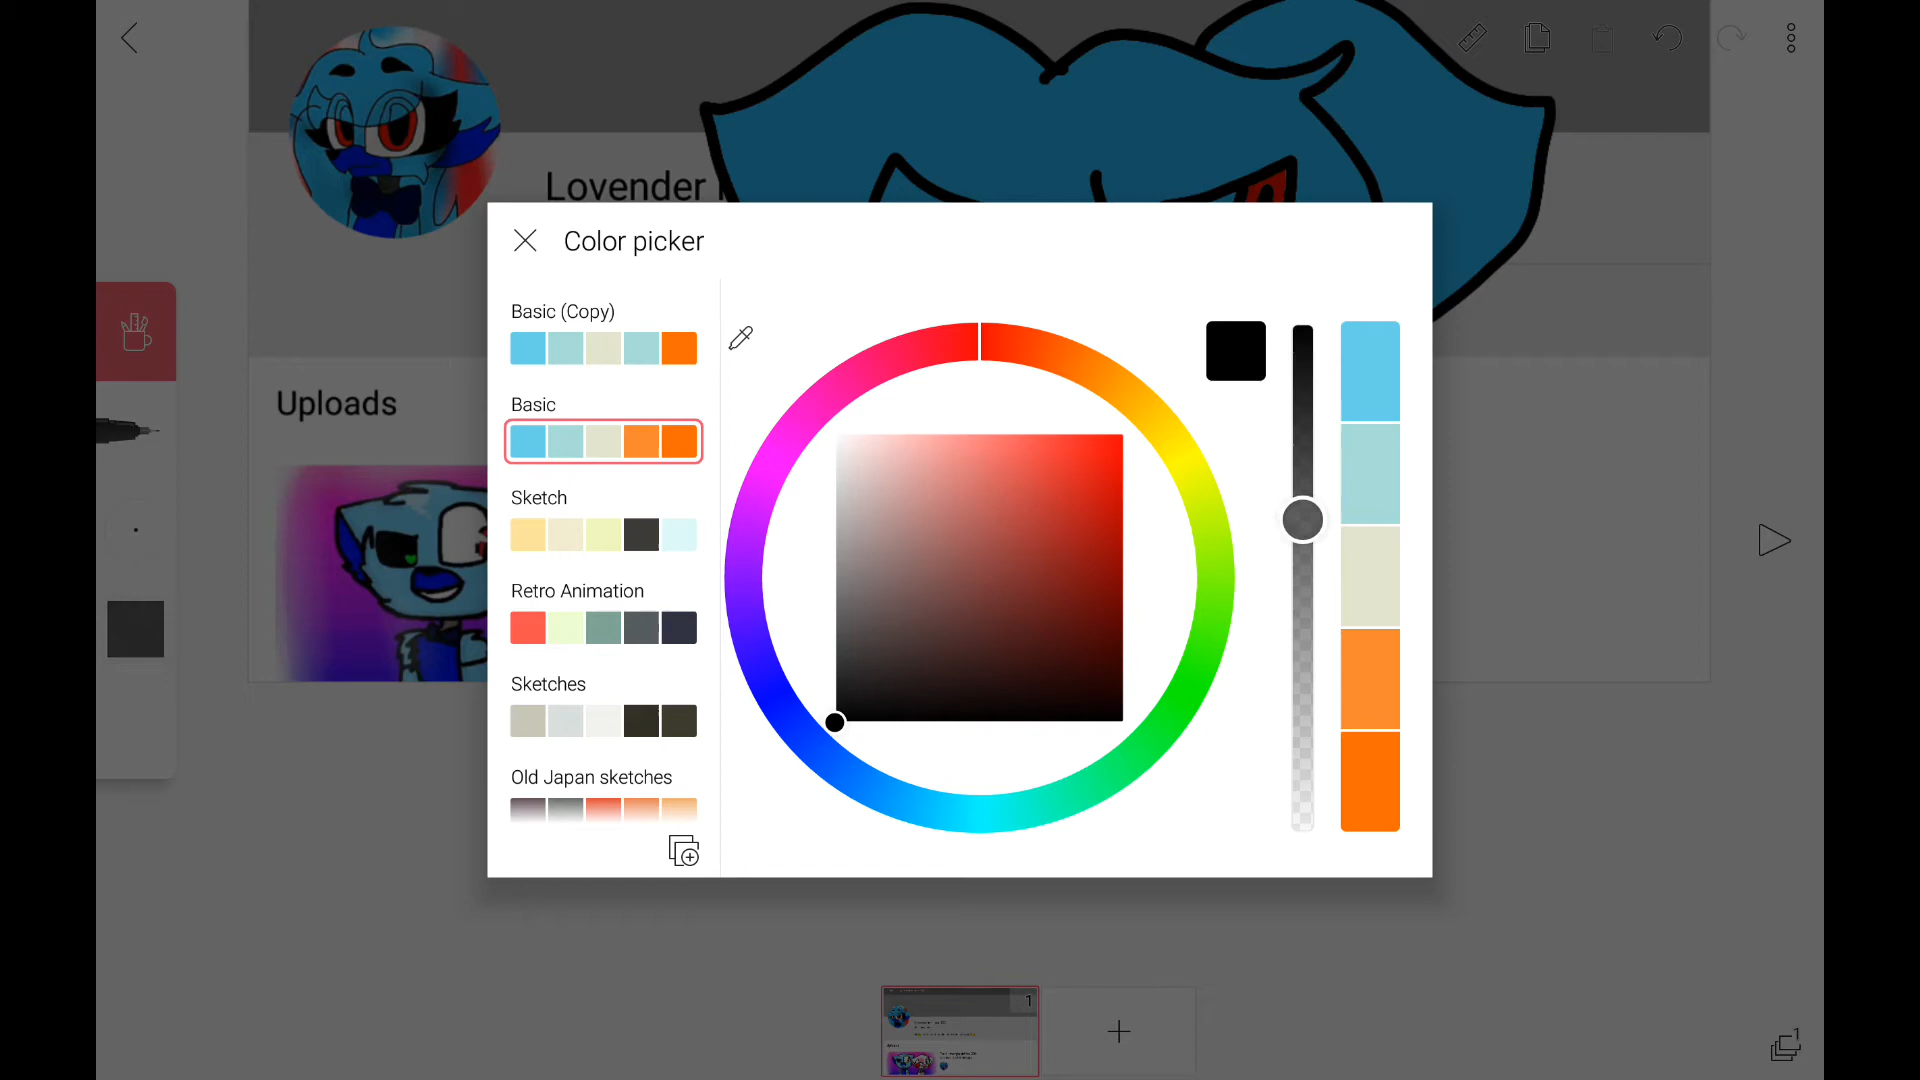 Lovender
Color picker
Basic (Copy)
Basic
Sketch
Retro Animation
Sketches
Old Japan sketches
Uploads
1
1